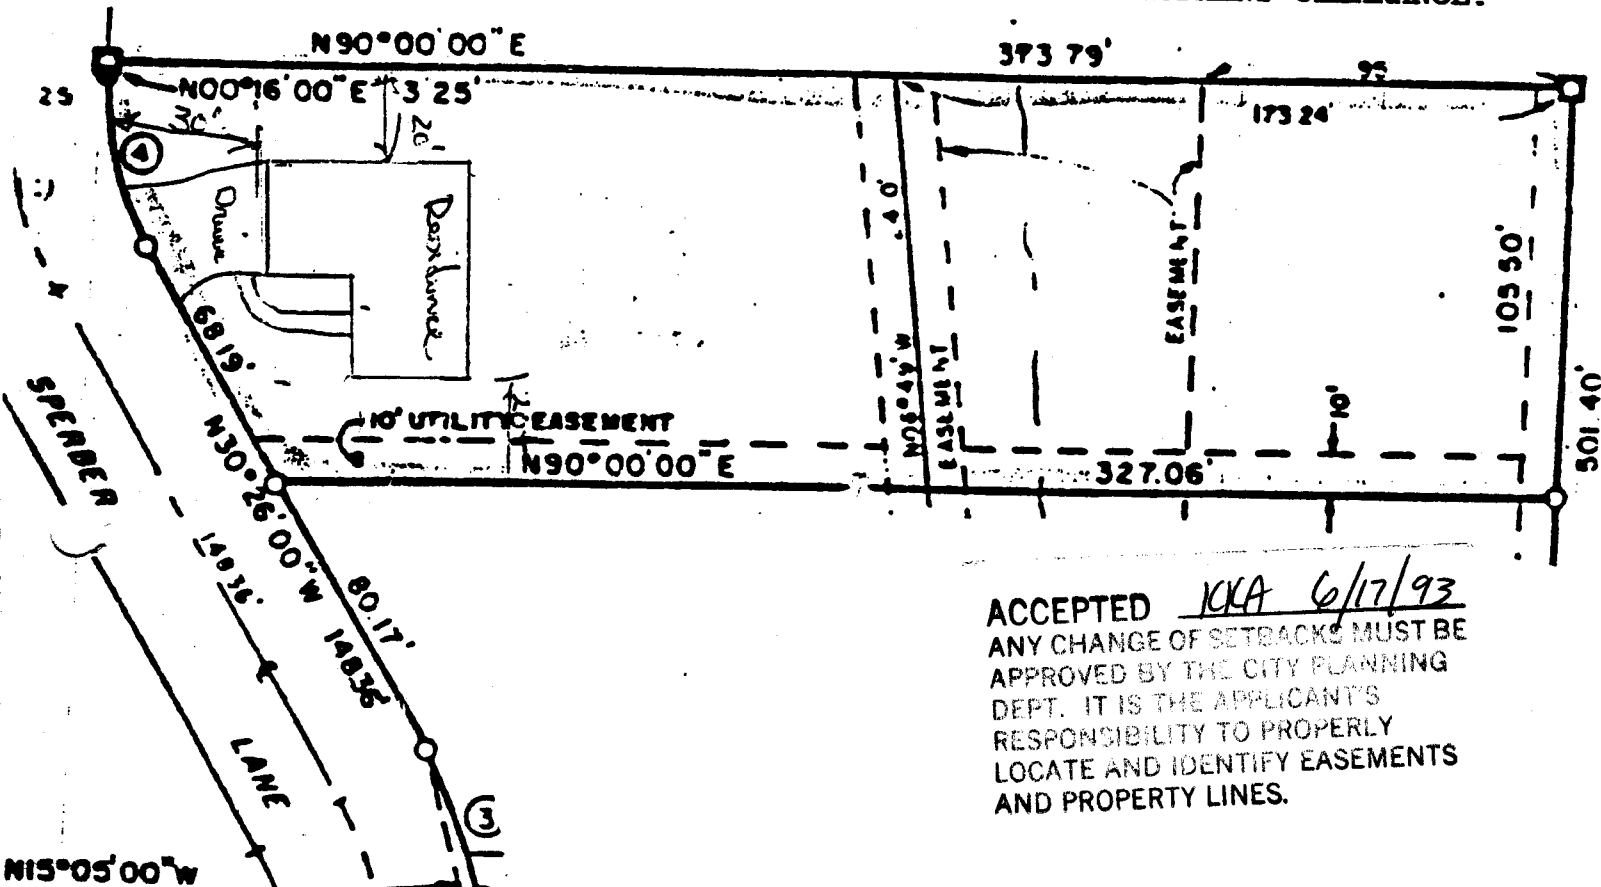 N90°00'00"E
373.79'
95
N00°16'00"E 3.25'
173.24'
25
30'
20'
4
Drive
Residence
4.0'
EASEMENT
105.50'
68.19'
EASEMENT
10'
501.40'
SPERBER
10' UTILITY EASEMENT
N90°00'00"E
327.06'
N30°26'00"W
148.36'
80.17'
148.36'
LANE
3
N15°05'00"W
ACCEPTED KKA 6/17/93
ANY CHANGE OF SETBACKS MUST BE
APPROVED BY THE CITY PLANNING
DEPT. IT IS THE APPLICANT'S
RESPONSIBILITY TO PROPERLY
LOCATE AND IDENTIFY EASEMENTS
AND PROPERTY LINES.